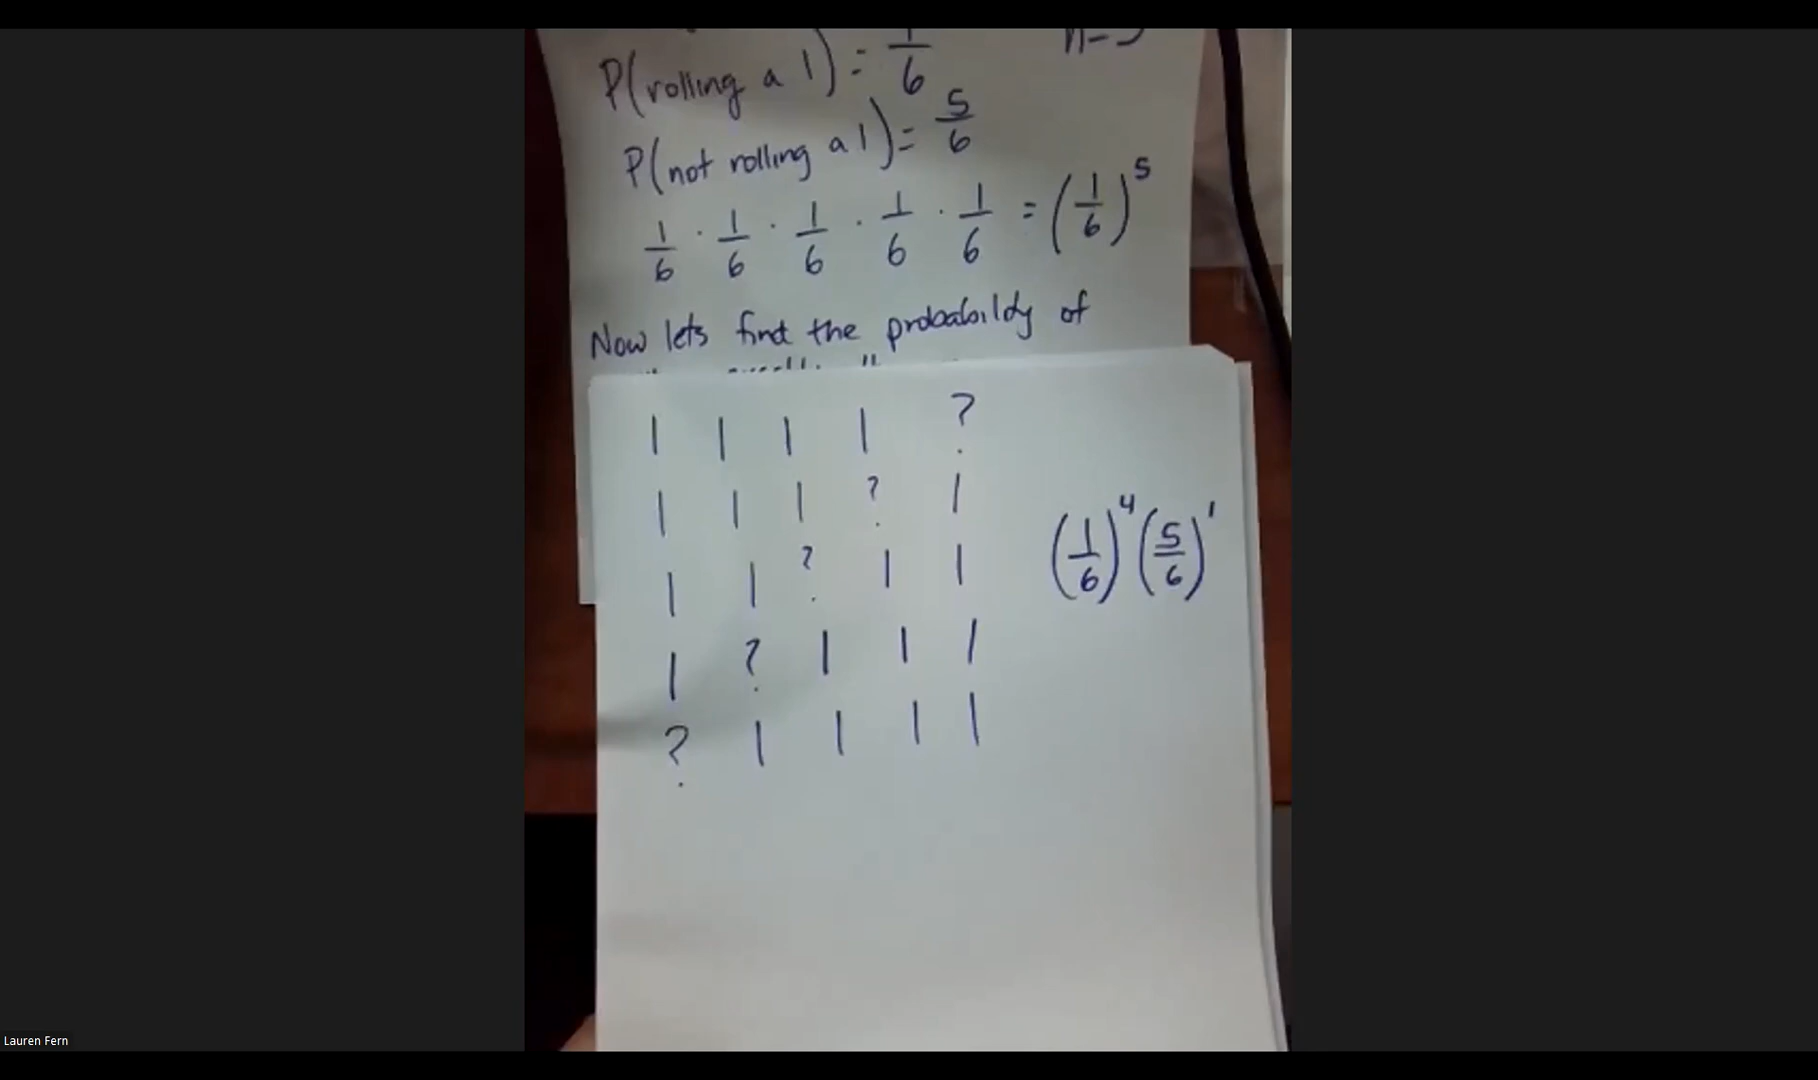 P(rolling a 1) = 1/6
P(not rolling a 1) = 5/6
1/6 · 1/6 · 1/6 · 1/6 · 1/6 = (1/6)^5
Now lets find the probability of
1 1 1 1 ?
1 1 1 ? 1
1 1 ? 1 1
1 ? 1 1 1
? 1 1 1 1
(1/6)^4 (5/6)^1
Lauren Fern